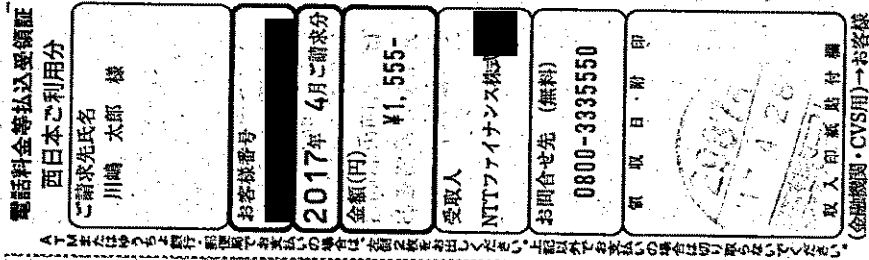 電話料金等払込受領証
西日本ご利用分
ご請求先氏名
川嶋 太郎 様
お客様番号
2017年 4月ご請求分
金額(円)
¥1,555-
受取人
NTTファイナンス株式
お問合せ先 (無料)
0800-3335550
領収日・附印
収入印紙貼付欄
(金融機関・CVS用)→お客様
ATMまたはゆうちょ銀行・郵便局でお支払いの場合は、左側2枚をお出しください。上記以外でお支払いの場合は切り取らないでください。